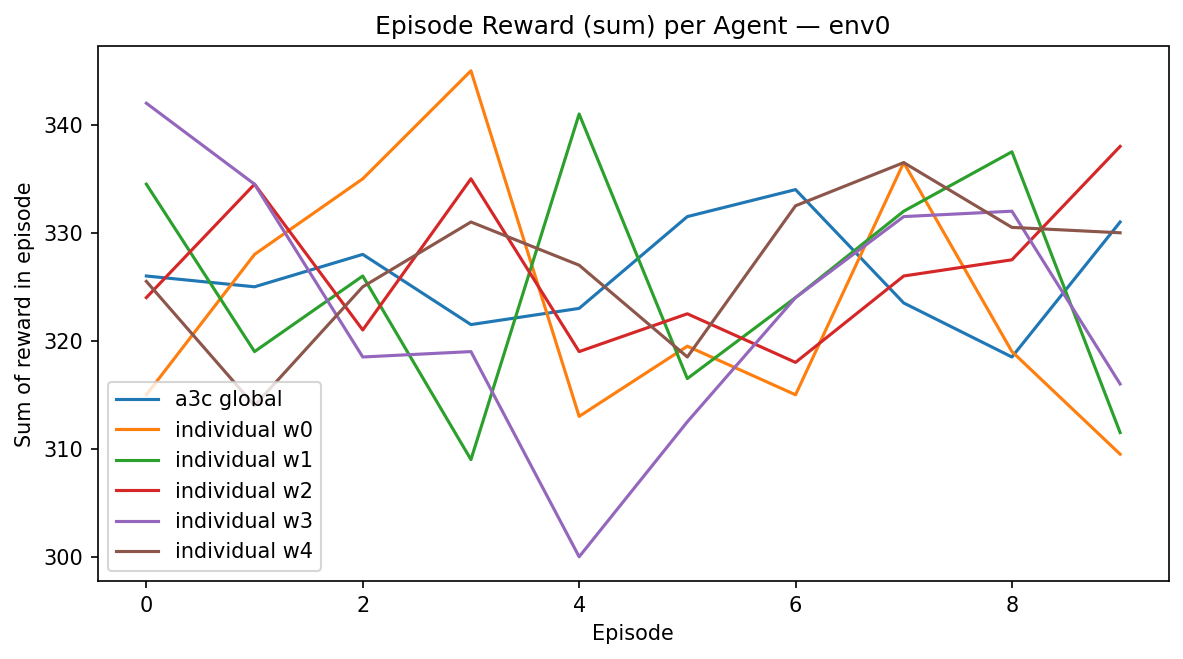 Episode Reward (sum) per Agent — env0
Sum of reward in episode
340
330
320
310
300
a3c global
individual w0
individual w1
individual w2
individual w3
individual w4
0 2 4 6 8
Episode